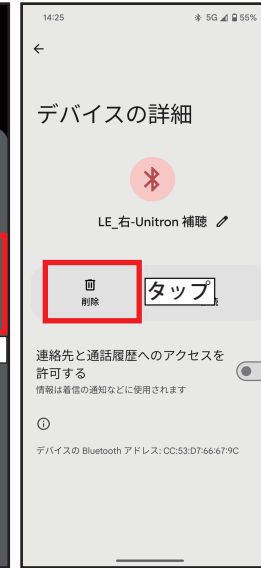 14:25 5G 55%
デバイスの詳細
LE_右-Unitron 補聴
削除
タップ
連絡先と通話履歴へのアクセスを
許可する
情報は着信の通知などに使用されます
デバイスの Bluetooth アドレス: CC:53:D7:66:67:9C